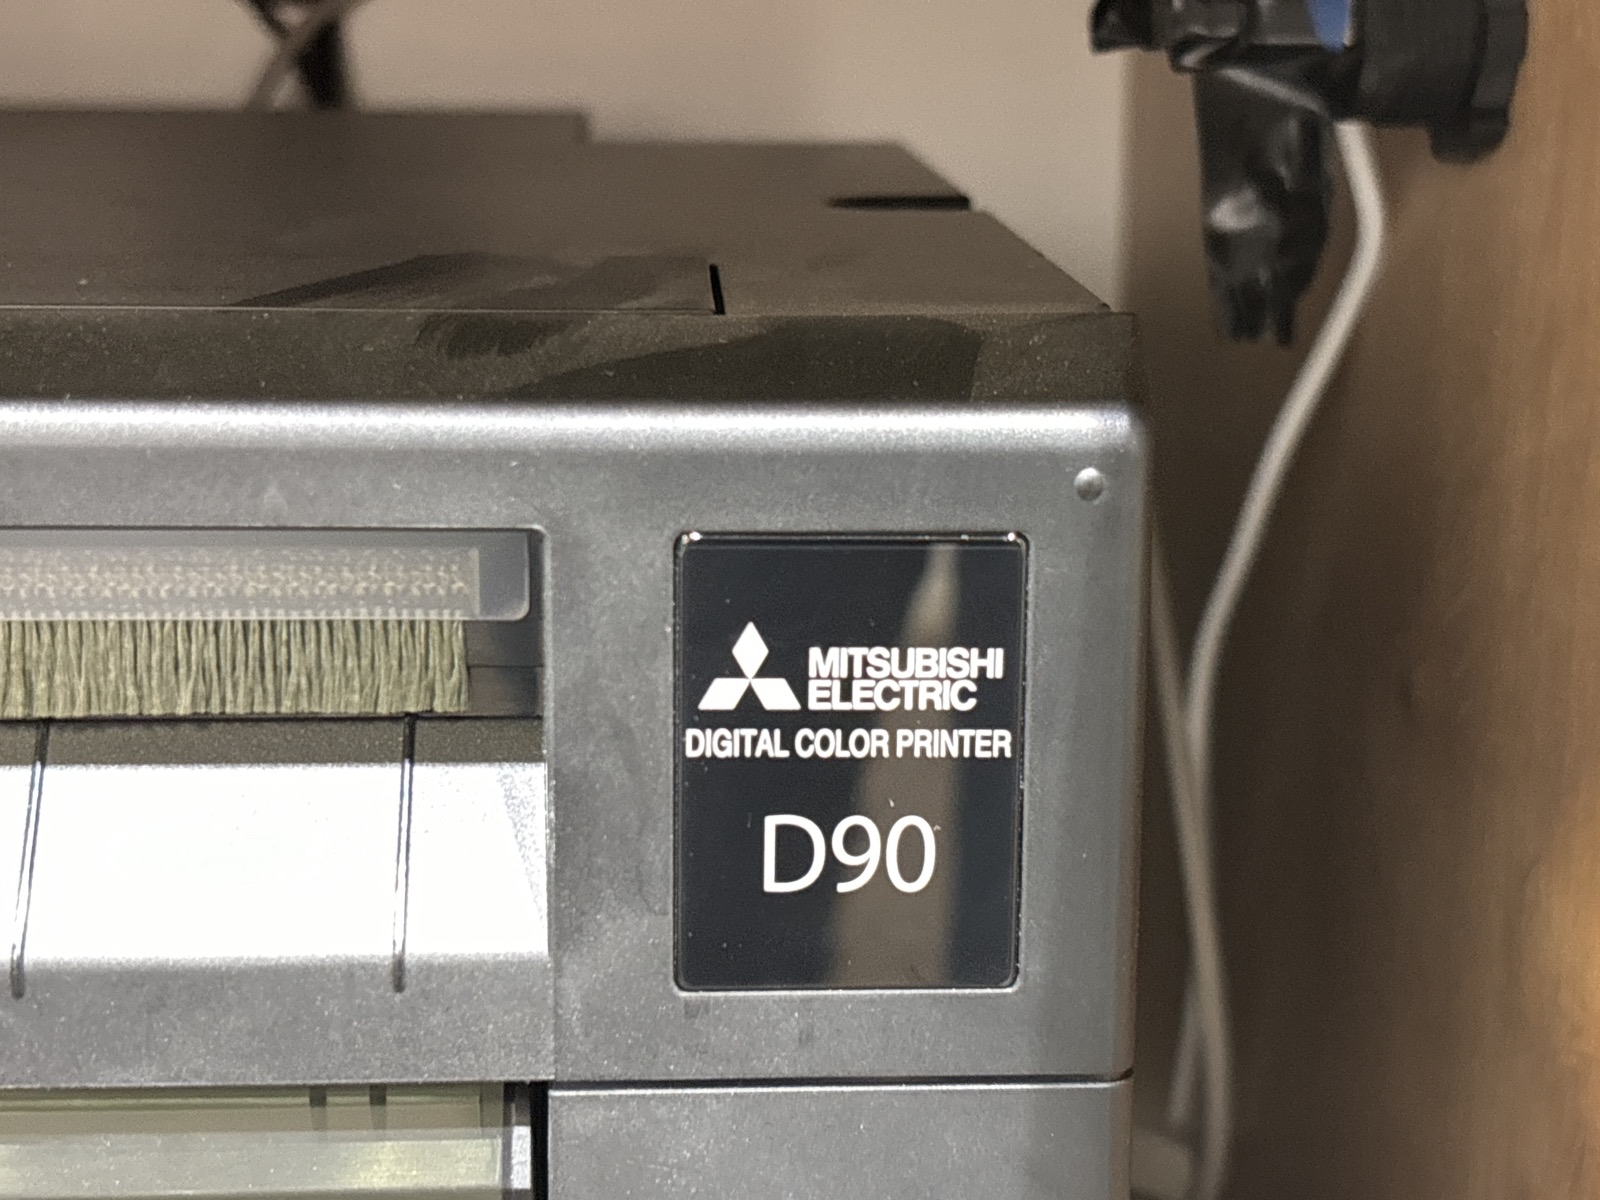 MITSUBISHI
ELECTRIC
DIGITAL COLOR PRINTER
D90